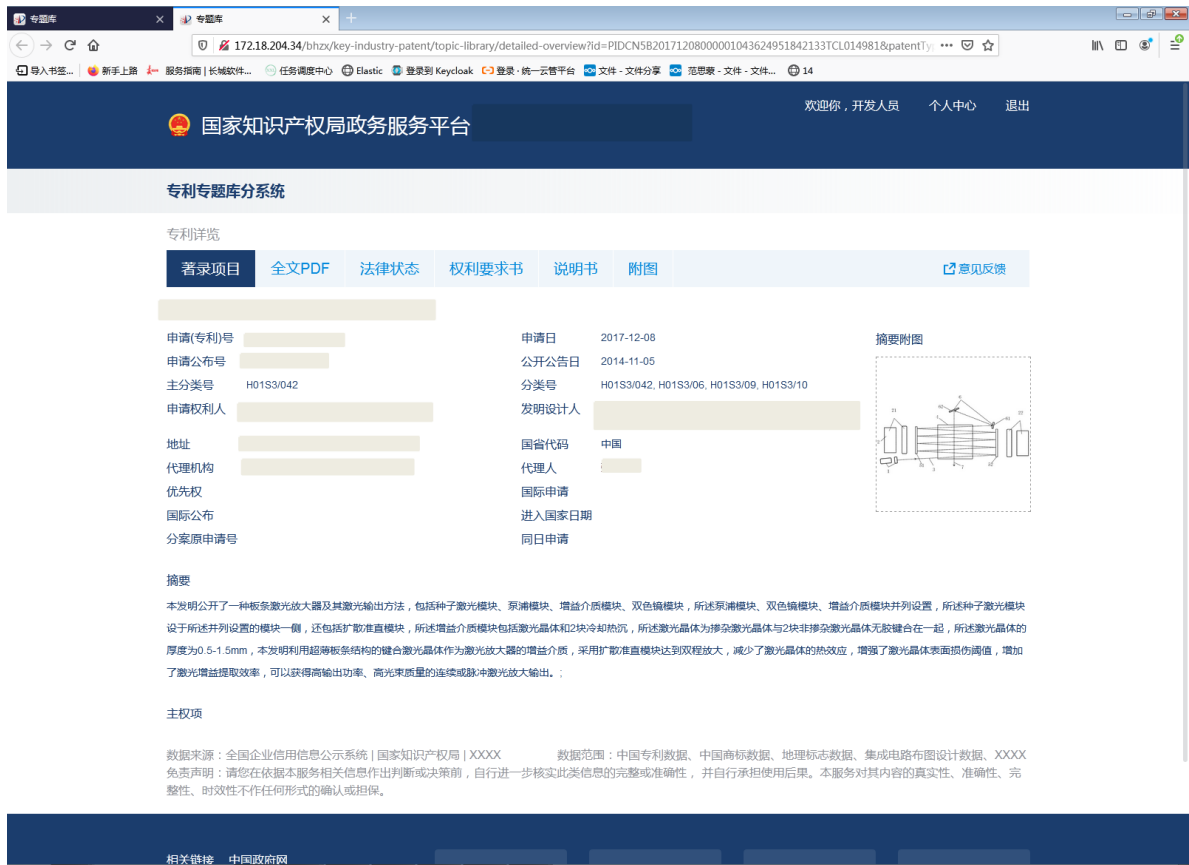 专题库
专题库
172.18.204.34/bhzx/key-industry-patent/topic-library/detailed-overview?id=PIDCN5B201712080000010436249518421​33TCL014981&patentTy
导入书签... 新手上路 服务指南 | 长城软件... 任务调度中心 Elastic 登录到 Keycloak 登录 · 统一云管平台 文件 - 文件分享 范思蔡 - 文件 - 文件... 14
欢迎你，开发人员 个人中心 退出
国家知识产权局政务服务平台
专利专题库分系统
专利详览
著录项目 全文PDF 法律状态 权利要求书 说明书 附图 意见反馈
申请(专利)号 申请日 2017-12-08 摘要附图
申请公布号 公开公告日 2014-11-05
主分类号 H01S3/042 分类号 H01S3/042, H01S3/06, H01S3/09, H01S3/10
申请权利人 发明设计人
地址 国省代码 中国
代理机构 代理人
优先权 国际申请
国际公布 进入国家日期
分案原申请号 同日申请
摘要
本发明公开了一种板条激光放大器及其激光输出方法，包括种子激光模块、泵浦模块、增益介质模块、双色镜模块，所述泵浦模块、双色镜模块、增益介质模块并列设置，所述种子激光模块
设于所述并列设置的模块一侧，还包括扩散准直模块，所述增益介质模块包括激光晶体和2块冷却热沉，所述激光晶体为掺杂激光晶体与2块非掺杂激光晶体无胶键合在一起，所述激光晶体的
厚度为0.5-1.5mm，本发明利用超薄板条结构的键合激光晶体作为激光放大器的增益介质，采用扩散准直模块达到双程放大，减少了激光晶体的热效应，增强了激光晶体表面损伤阈值，增加
了激光增益提取效率，可以获得高输出功率、高光束质量的连续或脉冲激光放大输出。;
主权项
数据来源：全国企业信用信息公示系统 | 国家知识产权局 | XXXX 数据范围：中国专利数据、中国商标数据、地理标志数据、集成电路布图设计数据、XXXX
免责声明：请您在依据本服务相关信息作出判断或决策前，自行进一步核实此类信息的完整或准确性，并自行承担使用后果。本服务对其内容的真实性、准确性、完
整性、时效性不作任何形式的确认或担保。
相关链接 中国政府网